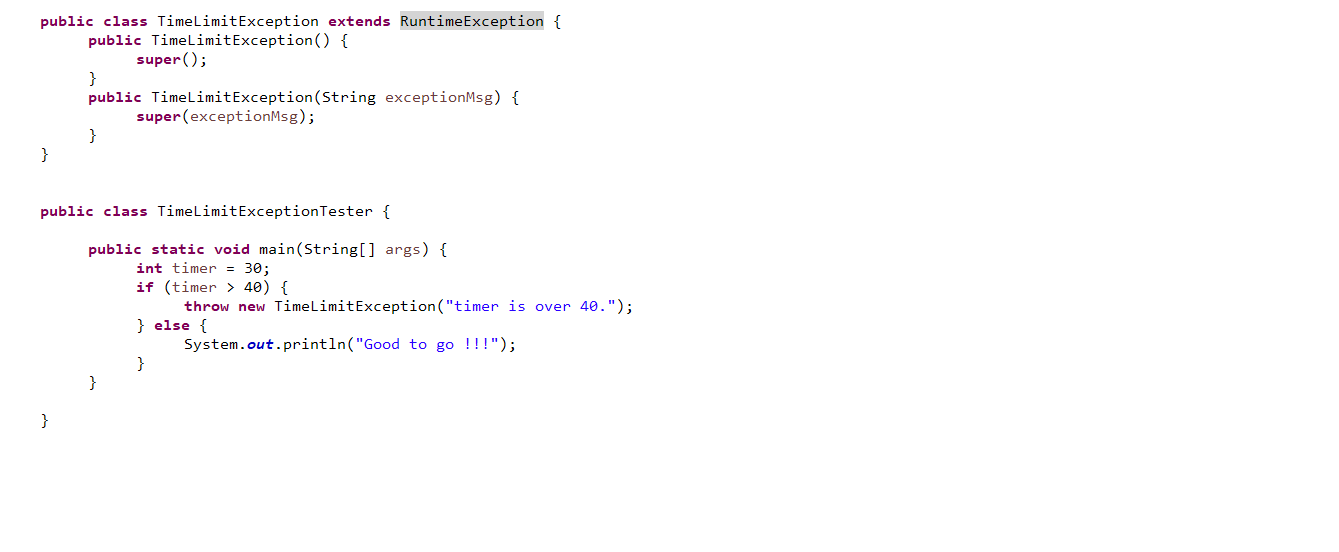 public class TimeLimitException extends RuntimeException {
public TimeLimitException() {
super();
}
public TimeLimitException(String exceptionMsg) {
super(exceptionMsg);
}
}
public class TimeLimitExceptionTester {
public static void main(String[] args) {
int timer = 30;
if (timer > 40) {
throw new TimeLimitException("timer is over 40.");
} else {
System.out.println("Good to go !!!");
}
}
}